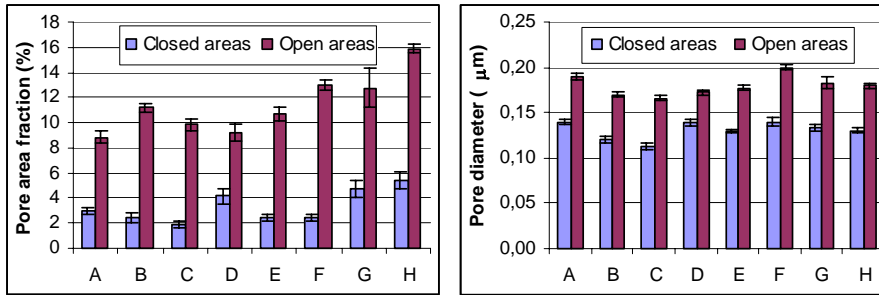 18
16
14
12
10
8
6
4
2
0
Pore area fraction (%)
Closed areas Open areas
A B C D E F G H
0,25
0,20
0,15
0,10
0,05
0,00
Pore diameter ( μm)
Closed areas Open areas
A B C D E F G H